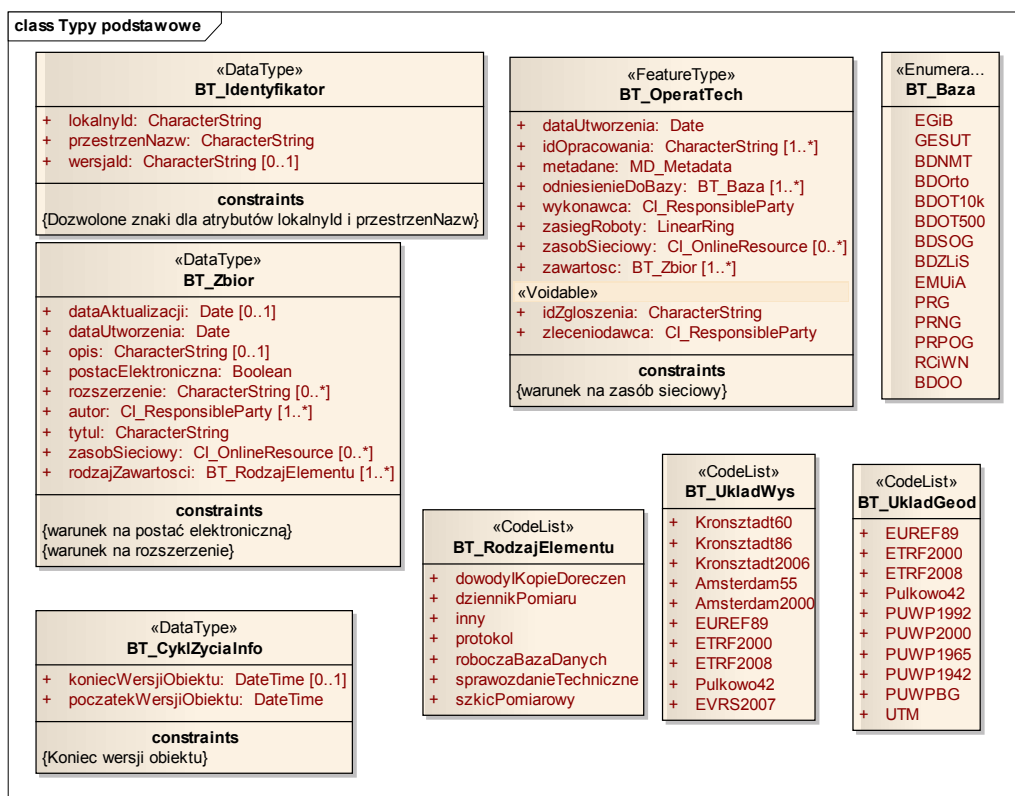 class Typy podstawowe
«DataType»
BT_Identyfikator
+ lokalnyId: CharacterString
+ przestrzenNazw: CharacterString
+ wersjaId: CharacterString [0..1]
constraints
{Dozwolone znaki dla atrybutów lokalnyId i przestrzenNazw}
«DataType»
BT_Zbior
+ dataAktualizacji: Date [0..1]
+ dataUtworzenia: Date
+ opis: CharacterString [0..1]
+ postacElektroniczna: Boolean
+ rozszerzenie: CharacterString [0..*]
+ autor: CI_ResponsibleParty [1..*]
+ tytul: CharacterString
+ zasobSieciowy: CI_OnlineResource [0..*]
+ rodzajZawartosci: BT_RodzajElementu [1..*]
constraints
{warunek na postać elektroniczną}
{warunek na rozszerzenie}
«DataType»
BT_CyklZyciaInfo
+ koniecWersjiObiektu: DateTime [0..1]
+ poczatekWersjiObiektu: DateTime
constraints
{Koniec wersji obiektu}
«FeatureType»
BT_OperatTech
+ dataUtworzenia: Date
+ idOpracowania: CharacterString [1..*]
+ metadane: MD_Metadata
+ odniesienieDoBazy: BT_Baza [1..*]
+ wykonawca: CI_ResponsibleParty
+ zasiegRoboty: LinearRing
+ zasobSieciowy: CI_OnlineResource [0..*]
+ zawartosc: BT_Zbior [1..*]
«Voidable»
+ idZgloszenia: CharacterString
+ zleceniodawca: CI_ResponsibleParty
constraints
{warunek na zasób sieciowy}
«Enumera...
BT_Baza
EGiB
GESUT
BDNMT
BDOrto
BDOT10k
BDOT500
BDSOG
BDZLiS
EMUiA
PRG
PRNG
PRPOG
RCiWN
BDOO
«CodeList»
BT_RodzajElementu
+ dowodyIKopieDoreczen
+ dziennikPomiaru
+ inny
+ protokol
+ roboczaBazaDanych
+ sprawozdanieTechniczne
+ szkicPomiarowy
«CodeList»
BT_UkladWys
+ Kronsztadt60
+ Kronsztadt86
+ Kronsztadt2006
+ Amsterdam55
+ Amsterdam2000
+ EUREF89
+ ETRF2000
+ ETRF2008
+ Pulkowo42
+ EVRS2007
«CodeList»
BT_UkladGeod
+ EUREF89
+ ETRF2000
+ ETRF2008
+ Pulkowo42
+ PUWP1992
+ PUWP2000
+ PUWP1965
+ PUWP1942
+ PUWPBG
+ UTM